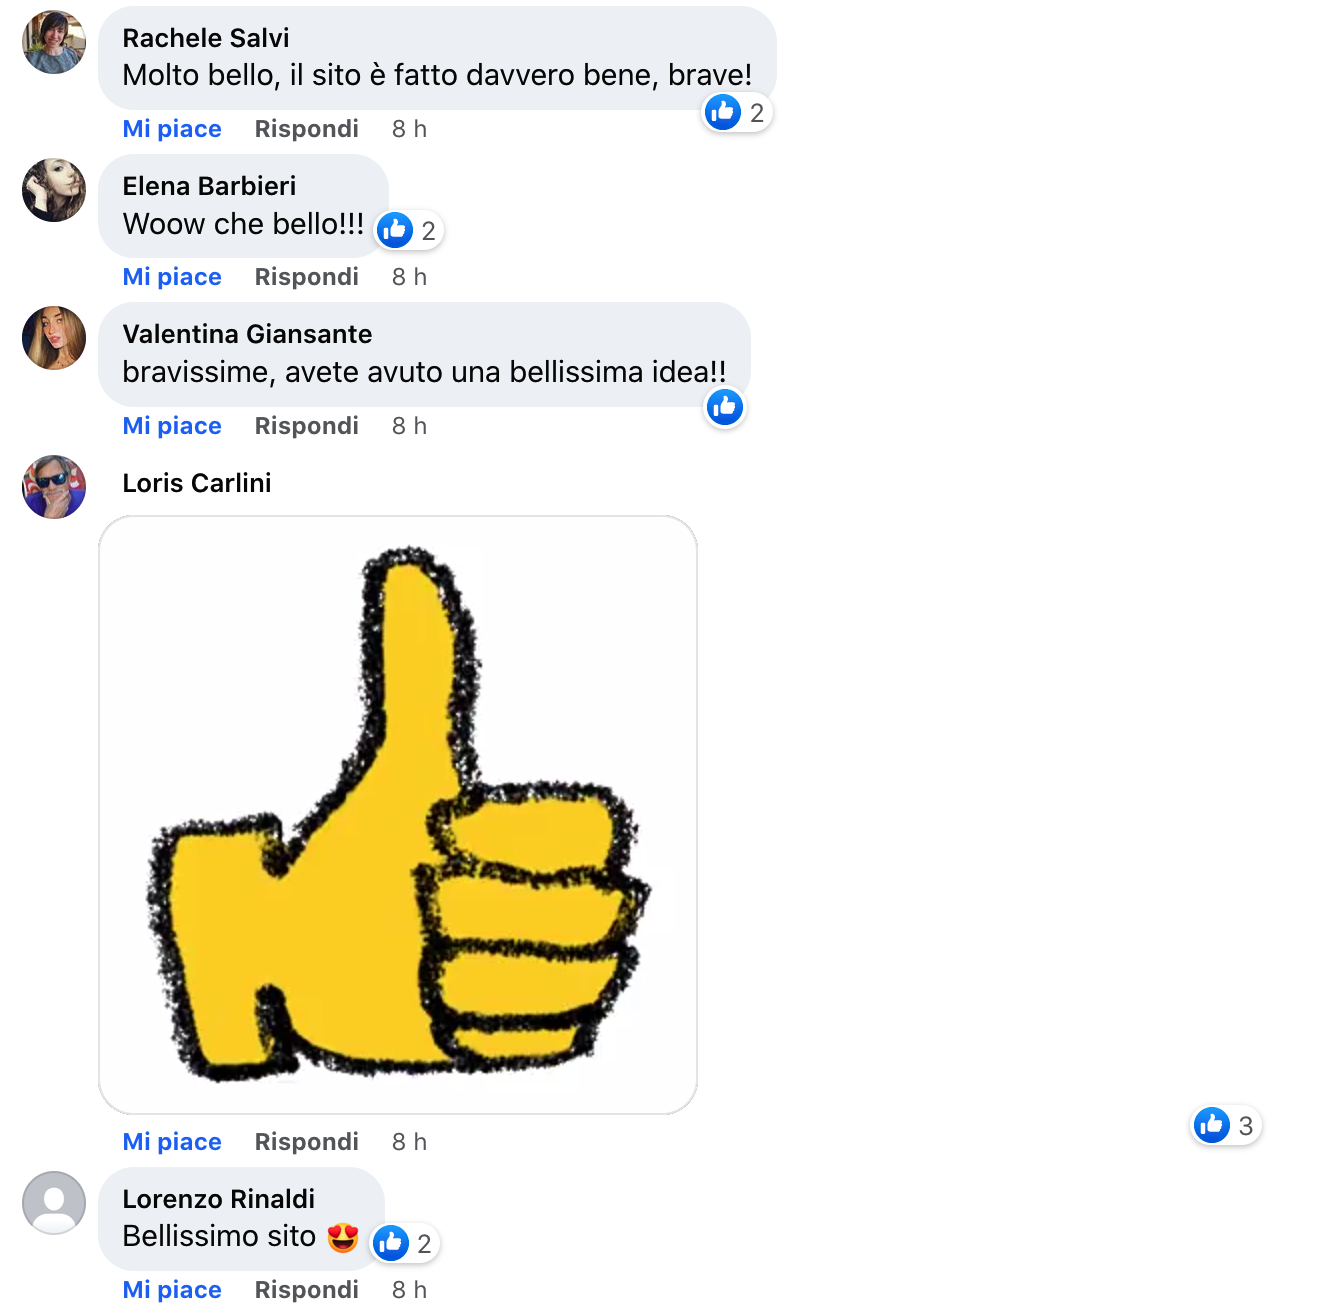 Rachele Salvi
Molto bello, il sito è fatto davvero bene, brave!
2
Mi piace Rispondi 8 h
Elena Barbieri
Woow che bello!!!
2
Mi piace Rispondi 8 h
Valentina Giansante
bravissime, avete avuto una bellissima idea!!
Mi piace Rispondi 8 h
Loris Carlini
3
Mi piace Rispondi 8 h
Lorenzo Rinaldi
Bellissimo sito 😍
2
Mi piace Rispondi 8 h